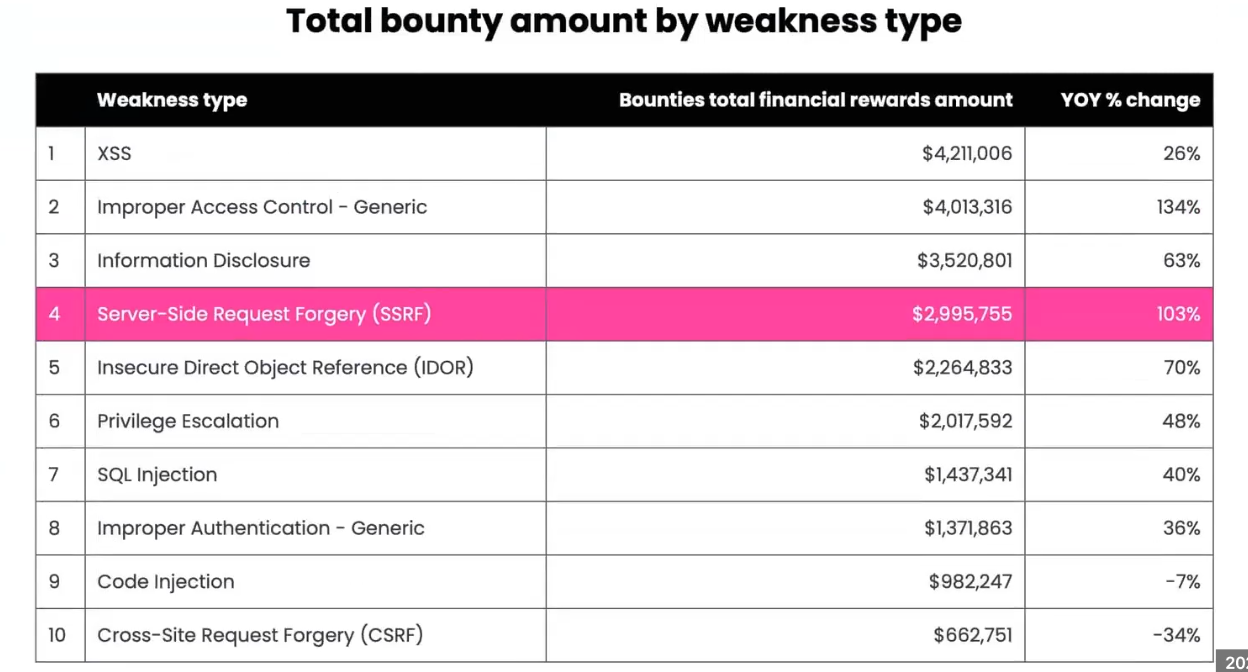 Total bounty amount by weakness type
Weakness type Bounties total financial rewards amount YOY % change
1 XSS $4,211,006 26%
2 Improper Access Control - Generic $4,013,316 134%
3 Information Disclosure $3,520,801 63%
4 Server-Side Request Forgery (SSRF) $2,995,755 103%
5 Insecure Direct Object Reference (IDOR) $2,264,833 70%
6 Privilege Escalation $2,017,592 48%
7 SQL Injection $1,437,341 40%
8 Improper Authentication - Generic $1,371,863 36%
9 Code Injection $982,247 -7%
10 Cross-Site Request Forgery (CSRF) $662,751 -34%